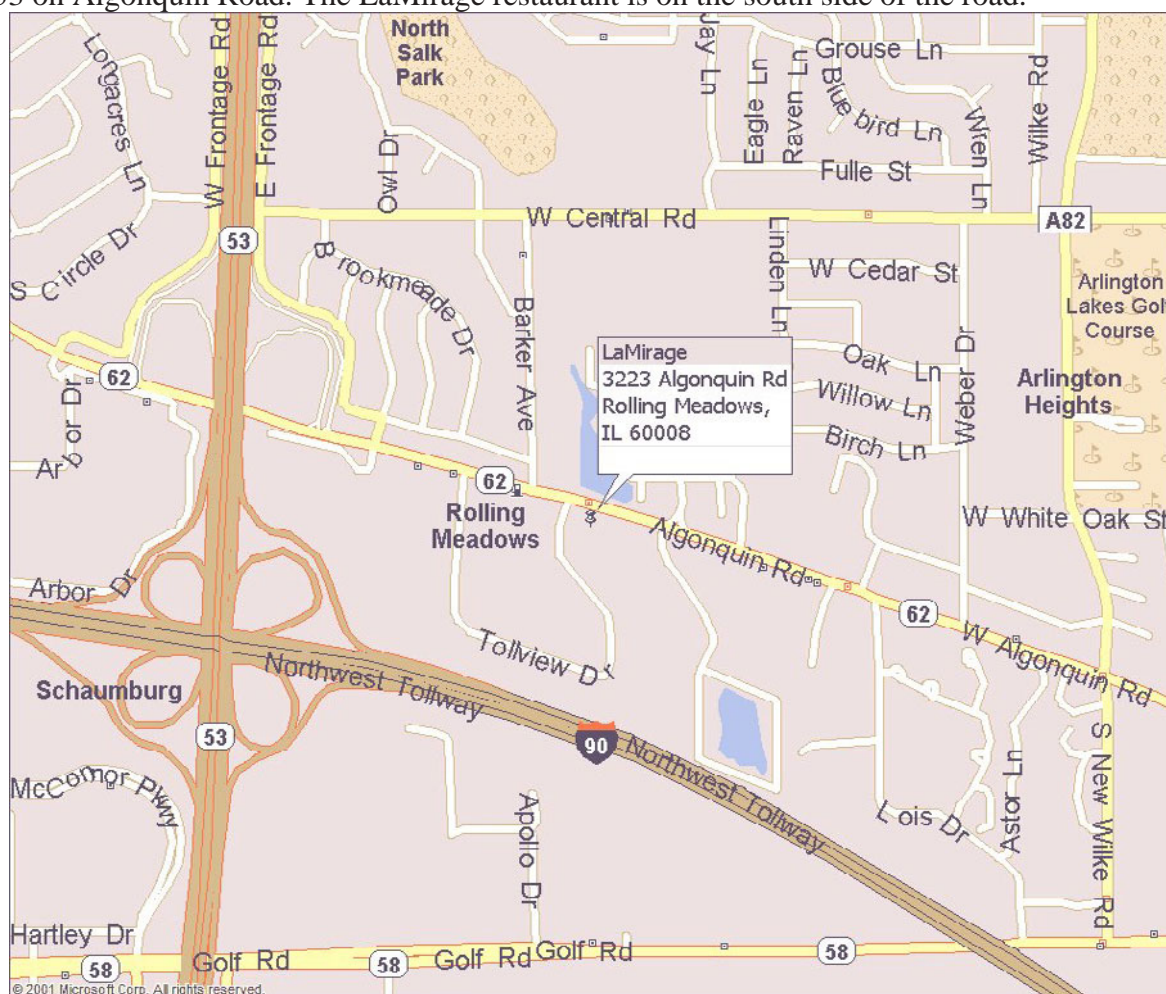 53 on Algonquin Road. The LaMirage restaurant is on the south side of the road.
North
Salk
Park
Longacres Ln
W Frontage Rd
E Frontage Rd
Owl Dr
Jay Ln
Eagle Ln
Raven Ln
Grouse Ln
Blue bird Ln
Wren Ln
Wilke Rd
Fulle St
W Central Rd
A82
53
S Circle Dr
Brookmeade Dr
Barker Ave
Linden Ln
W Cedar St
Arlington
Lakes Golf
Course
Oak Ln
Weber Dr
LaMirage
3223 Algonquin Rd
Rolling Meadows,
IL 60008
62
Arbor Dr
Willow Ln
Arlington
Heights
Birch Ln
62
Rolling
Meadows
W White Oak St
Algonquin Rd
Arbor Dr
62
W Algonquin Rd
Tollview Dr
Northwest Tollway
Schaumburg
53
90
Northwest Tollway
S New Wilke Rd
McConnor Pkwy
Apollo Dr
Lois Dr
Astor Ln
Hartley Dr
58
Golf Rd
58
Golf Rd
Golf Rd
58
© 2001 Microsoft Corp. All rights reserved.